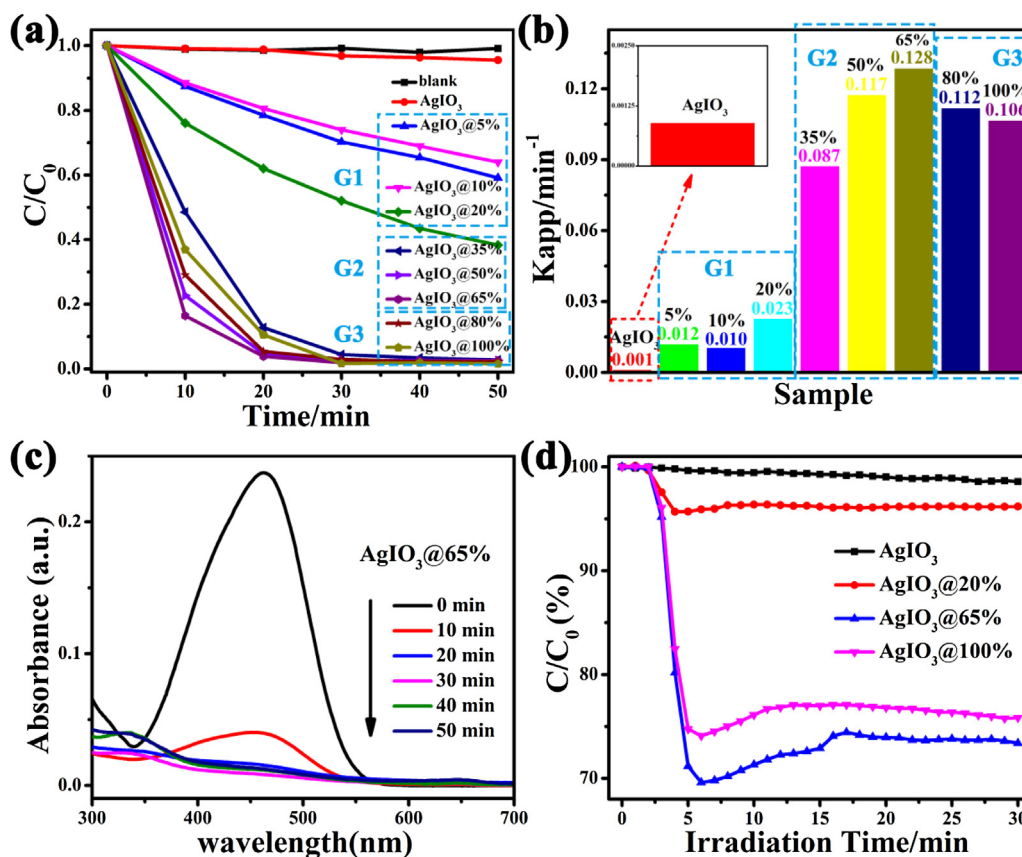 (a)
1.0
0.8
0.6
0.4
0.2
0.0
C/C0
0 10 20 30 40 50
Time/min
blank
AgIO3
AgIO3@5%
AgIO3@10%
AgIO3@20%
AgIO3@35%
AgIO3@50%
AgIO3@65%
AgIO3@80%
AgIO3@100%
G1
G2
G3
(b)
0.12
0.09
0.06
0.03
0.00
Kapp/min-1
Sample
0.00250
0.00125
0.00000
AgIO3
AgIO3
0.001
G1
5%
0.012
10%
0.010
20%
0.023
G2
35%
0.087
50%
0.117
65%
0.128
G3
80%
0.112
100%
0.106
(c)
0.2
0.1
0.0
Absorbance (a.u.)
300 400 500 600 700
wavelength(nm)
AgIO3@65%
0 min
10 min
20 min
30 min
40 min
50 min
(d)
100
90
80
70
C/C0 (%)
0 5 10 15 20 25 30
Irradiation Time/min
AgIO3
AgIO3@20%
AgIO3@65%
AgIO3@100%